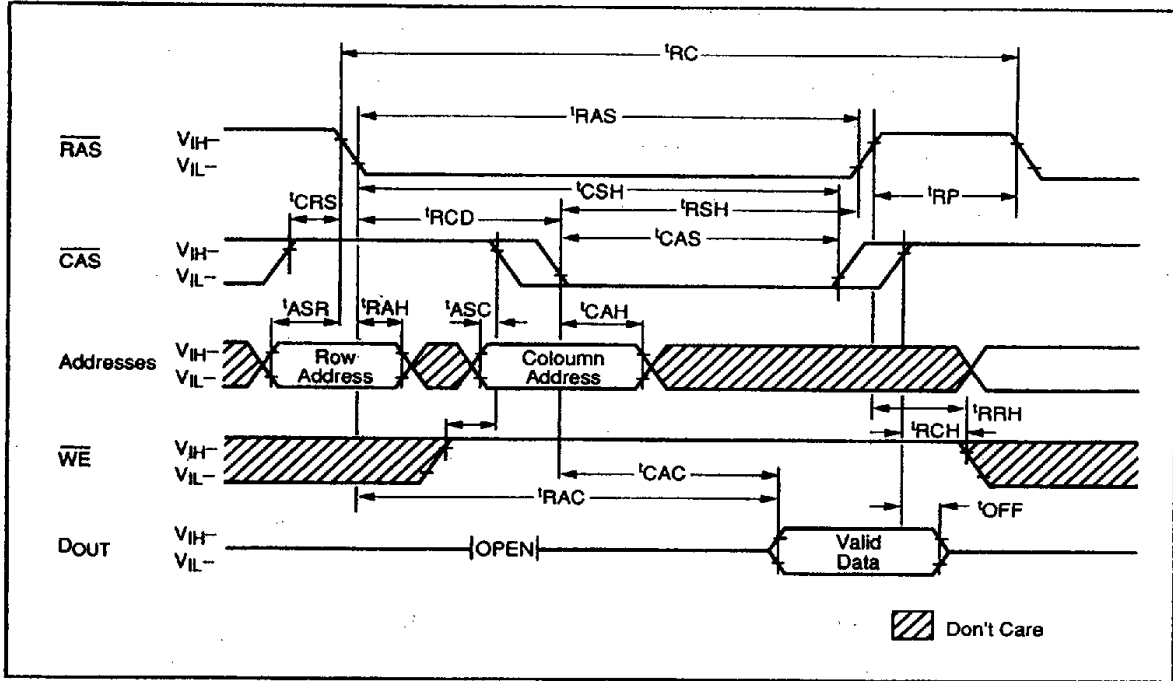 tRC
tRAS
RAS
VIH–
VIL–
tCSH
tCRS
tRCD
tRSH
tRP
tCAS
CAS
VIH–
VIL–
tASR
tRAH
tASC
tCAH
Addresses
VIH–
VIL–
Row
Address
Coloumn
Address
tRRH
tRCH
WE
VIH–
VIL–
tCAC
tRAC
tOFF
DOUT
VIH–
VIL–
OPEN
Valid
Data
Don't Care